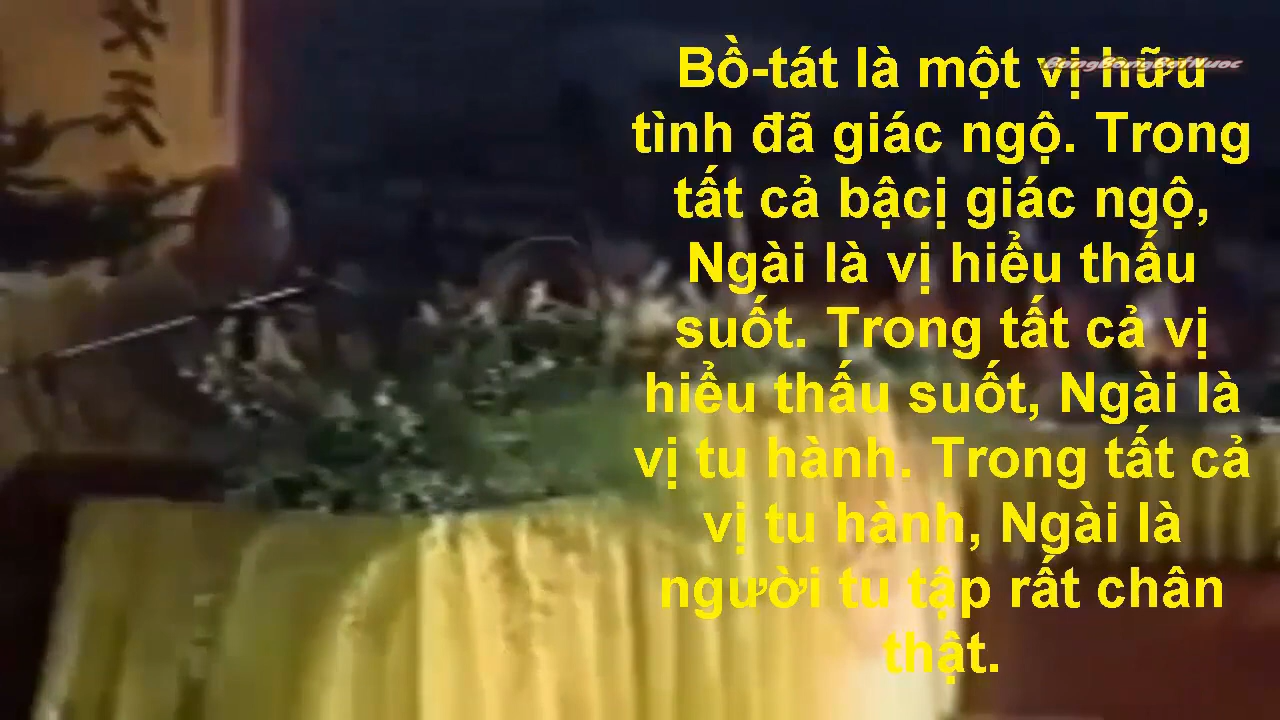 Bồ-tát là một vị hữu
tình đã giác ngộ. Trong
tất cả bậcị giác ngộ,
Ngài là vị hiểu thấu
suốt. Trong tất cả vị
hiểu thấu suốt, Ngài là
vị tu hành. Trong tất cả
vị tu hành, Ngài là
người tu tập rất chân
thật.
BongBongBotNuoc